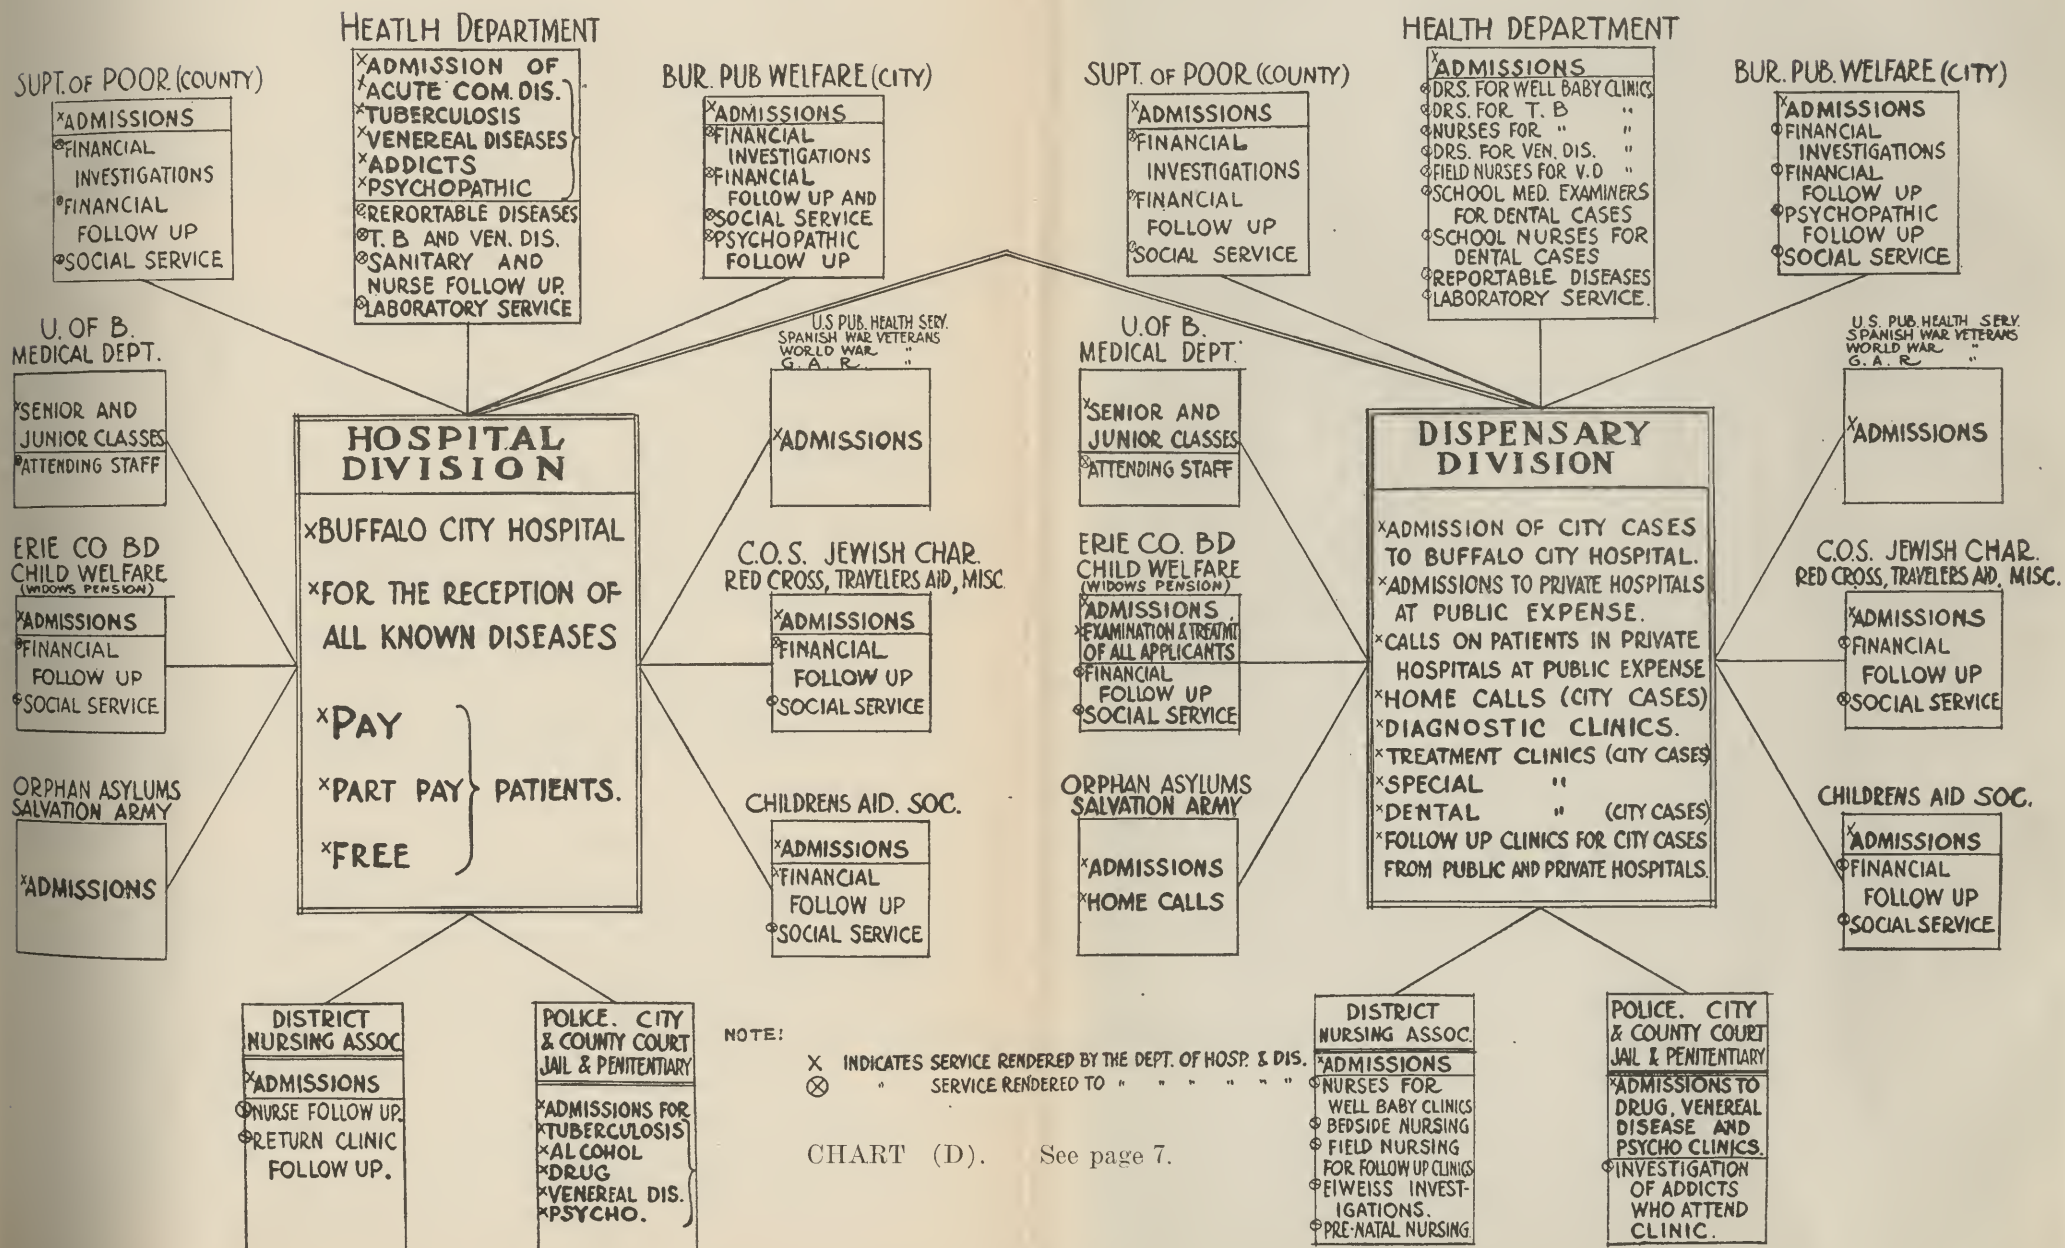 HEATLH DEPARTMENT
×ADMISSION OF
×ACUTE COM. DIS.
×TUBERCULOSIS
×VENEREAL DISEASES
×ADDICTS
×PSYCHOPATHIC
⊗RERORTABLE DISEASES
⊗T. B AND VEN. DIS.
⊗SANITARY AND
NURSE FOLLOW UP.
⊗LABORATORY SERVICE
SUPT. OF POOR (COUNTY)
×ADMISSIONS
⊗FINANCIAL
INVESTIGATIONS
⊗FINANCIAL
FOLLOW UP
⊗SOCIAL SERVICE
BUR. PUB WELFARE (CITY)
×ADMISSIONS
⊗FINANCIAL
INVESTIGATIONS
⊗FINANCIAL
FOLLOW UP AND
⊗SOCIAL SERVICE
⊗PSYCHOPATHIC
FOLLOW UP
U. OF B.
MEDICAL DEPT.
×SENIOR AND
JUNIOR CLASSES
⊗ATTENDING STAFF
ERIE CO BD
CHILD WELFARE
(WIDOWS PENSION)
×ADMISSIONS
⊗FINANCIAL
FOLLOW UP
⊗SOCIAL SERVICE
ORPHAN ASYLUMS
SALVATION ARMY
×ADMISSIONS
HOSPITAL
DIVISION
×BUFFALO CITY HOSPITAL
×FOR THE RECEPTION OF
ALL KNOWN DISEASES
×PAY
×PART PAY } PATIENTS.
×FREE
U.S PUB. HEALTH SERV.
SPANISH WAR VETERANS
WORLD WAR "
G. A. R. "
×ADMISSIONS
C.O.S. JEWISH CHAR.
RED CROSS, TRAVELERS AID, MISC.
×ADMISSIONS
⊗FINANCIAL
FOLLOW UP
⊗SOCIAL SERVICE
CHILDRENS AID. SOC.
×ADMISSIONS
×FINANCIAL
FOLLOW UP
⊗SOCIAL SERVICE
DISTRICT
NURSING ASSOC
×ADMISSIONS
⊗NURSE FOLLOW UP.
⊗RETURN CLINIC
FOLLOW UP.
POLICE. CITY
& COUNTY COURT
JAIL & PENITENTIARY
×ADMISSIONS FOR
×TUBERCULOSIS
×ALCOHOL
×DRUG
×VENEREAL DIS.
×PSYCHO.
SUPT. OF POOR (COUNTY)
×ADMISSIONS
⊗FINANCIAL
INVESTIGATIONS
⊗FINANCIAL
FOLLOW UP
⊗SOCIAL SERVICE
HEALTH DEPARTMENT
×ADMISSIONS
⊗DRS. FOR WELL BABY CLINICS
⊗DRS. FOR T. B "
⊗NURSES FOR " "
⊗DRS. FOR VEN. DIS. "
⊗FIELD NURSES FOR V.D "
⊗SCHOOL MED. EXAMINERS
FOR DENTAL CASES
⊗SCHOOL NURSES FOR
DENTAL CASES
⊗REPORTABLE DISEASES
⊗LABORATORY SERVICE.
BUR. PUB. WELFARE (CITY)
×ADMISSIONS
⊗FINANCIAL
INVESTIGATIONS
⊗FINANCIAL
FOLLOW UP
⊗PSYCHOPATHIC
FOLLOW UP
⊗SOCIAL SERVICE
U. OF B.
MEDICAL DEPT.
×SENIOR AND
JUNIOR CLASSES
⊗ATTENDING STAFF
ERIE CO. BD
CHILD WELFARE
(WIDOWS PENSION)
×ADMISSIONS,
×EXAMINATION & TREATMT
OF ALL APPLICANTS
⊗FINANCIAL
FOLLOW UP
⊗SOCIAL SERVICE
ORPHAN ASYLUMS
SALVATION ARMY
×ADMISSIONS
×HOME CALLS
DISPENSARY
DIVISION
×ADMISSION OF CITY CASES
TO BUFFALO CITY HOSPITAL.
×ADMISSIONS TO PRIVATE HOSPITALS
AT PUBLIC EXPENSE.
×CALLS ON PATIENTS IN PRIVATE
HOSPITALS AT PUBLIC EXPENSE
×HOME CALLS (CITY CASES)
×DIAGNOSTIC CLINICS.
×TREATMENT CLINICS (CITY CASES)
×SPECIAL "
×DENTAL " (CITY CASES)
×FOLLOW UP CLINICS FOR CITY CASES
FROM PUBLIC AND PRIVATE HOSPITALS.
U.S. PUB. HEALTH SERV.
SPANISH WAR VETERANS
WORLD WAR "
G. A. R "
×ADMISSIONS
C.O.S. JEWISH CHAR.
RED CROSS, TRAVELERS AID, MISC.
×ADMISSIONS
⊗FINANCIAL
FOLLOW UP
⊗SOCIAL SERVICE
CHILDRENS AID SOC.
×ADMISSIONS
⊗FINANCIAL
FOLLOW UP
⊗SOCIAL SERVICE
DISTRICT
NURSING ASSOC.
×ADMISSIONS
⊗NURSES FOR
WELL BABY CLINICS
⊗BEDSIDE NURSING
⊗FIELD NURSING
FOR FOLLOW UP CLINICS
⊗EIWEISS INVEST-
IGATIONS.
⊗PRE-NATAL NURSING.
POLICE. CITY
& COUNTY COURT
JAIL & PENITENTIARY
×ADMISSIONS TO
DRUG, VENEREAL
DISEASE AND
PSYCHO CLINICS.
⊗INVESTIGATION
OF ADDICTS
WHO ATTEND
CLINIC.
NOTE:
X INDICATES SERVICE RENDERED BY THE DEPT. OF HOSP. & DIS.
⊗ " SERVICE RENDERED TO " " " " " "
CHART (D). See page 7.